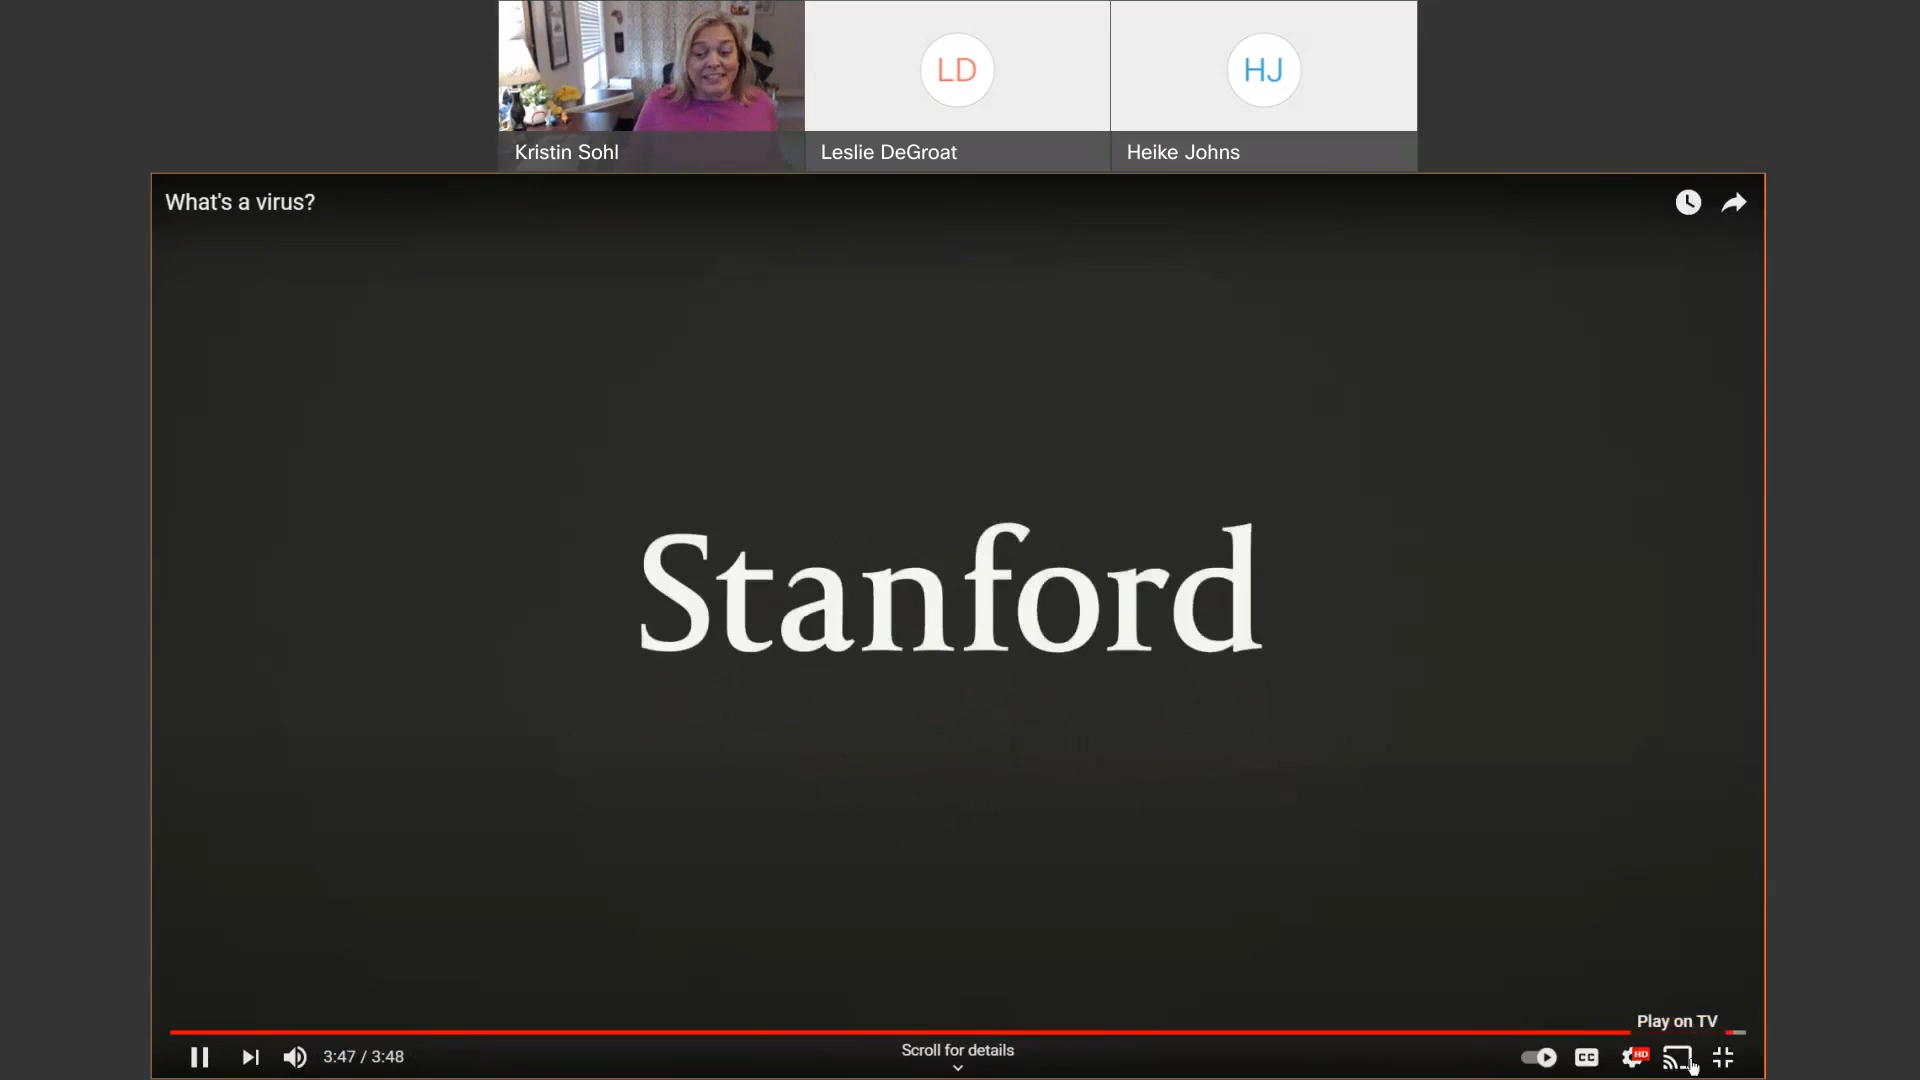 Kristin Sohl
LD
Leslie DeGroat
HJ
Heike Johns
What's a virus?
Stanford
Play on TV
3:47 / 3:48
Scroll for details
CC
HD